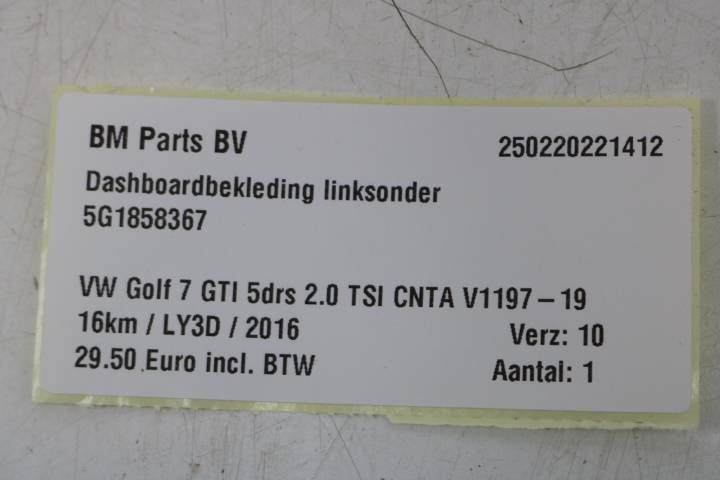 BM Parts BV 250220221412
Dashboardbekleding linksonder
5G1858367
VW Golf 7 GTI 5drs 2.0 TSI CNTA V1197-19
16km / LY3D / 2016 Verz: 10
29.50 Euro incl. BTW Aantal: 1